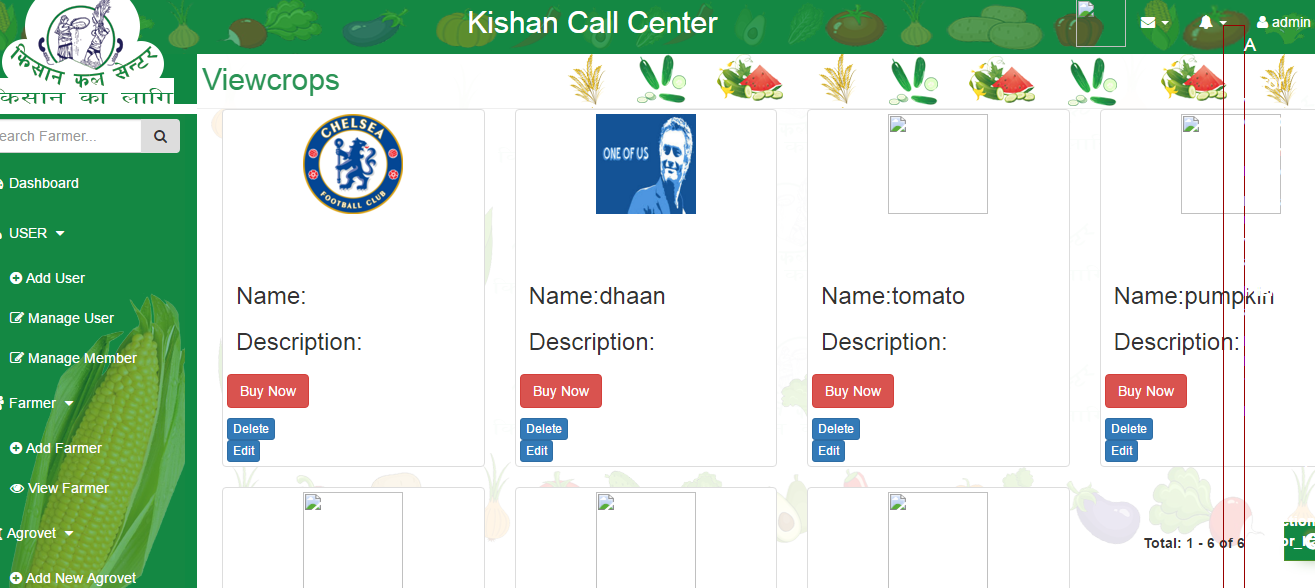 Kishan Call Center
admin
A
किसान कल सेन्टर
किसान का लागि
Viewcrops
earch Farmer...
Dashboard
USER
Add User
Manage User
Manage Member
Farmer
Add Farmer
View Farmer
Agrovet
Add New Agrovet
CHELSEA
FOOTBALL CLUB
Name:
Description:
Buy Now
Delete
Edit
ONE OF US
Name:dhaan
Description:
Buy Now
Delete
Edit
Name:tomato
Description:
Buy Now
Delete
Edit
Name:pumpkin
Description:
Buy Now
Delete
Edit
Total: 1 - 6 of 6